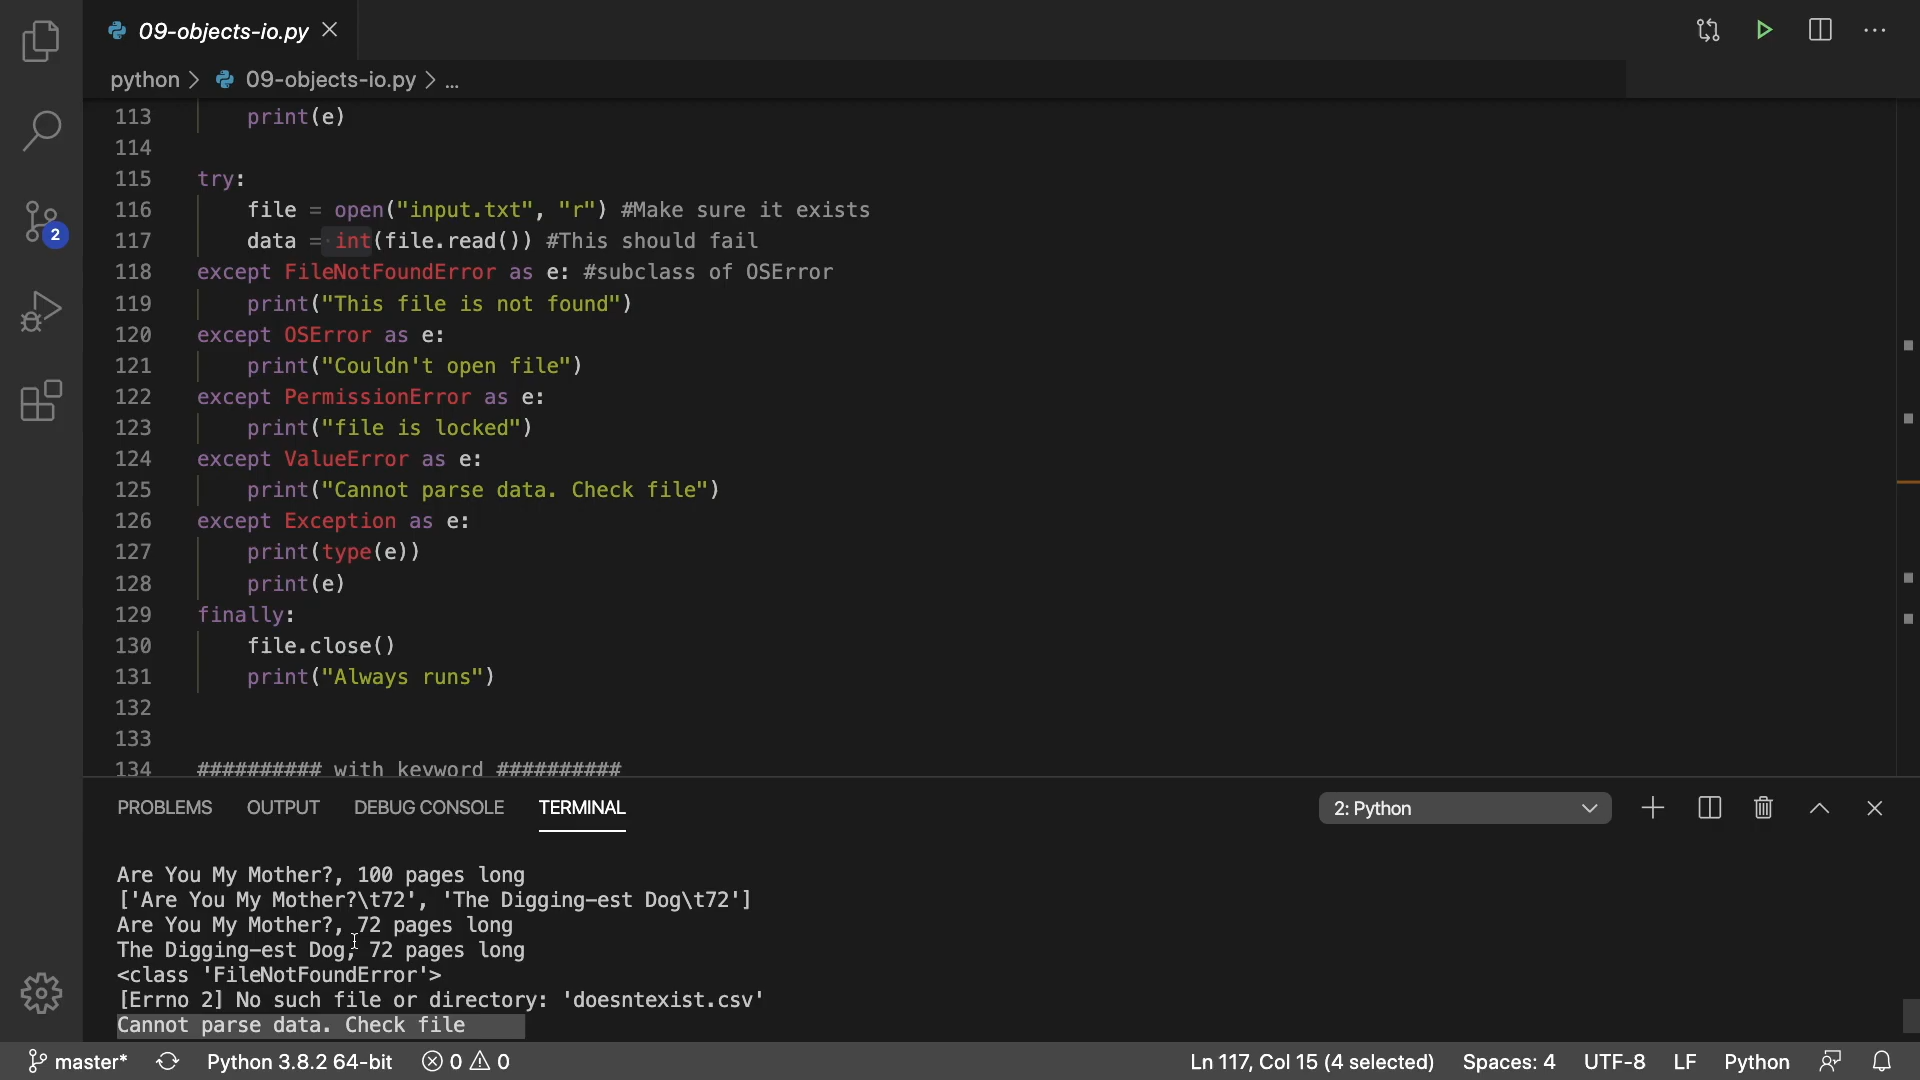 09-objects-io.py
python > 09-objects-io.py > ...
113 print(e)
114
115 try:
116 file = open("input.txt", "r") #Make sure it exists
117 data = int(file.read()) #This should fail
118 except FileNotFoundError as e: #subclass of OSError
119 print("This file is not found")
120 except OSError as e:
121 print("Couldn't open file")
122 except PermissionError as e:
123 print("file is locked")
124 except ValueError as e:
125 print("Cannot parse data. Check file")
126 except Exception as e:
127 print(type(e))
128 print(e)
129 finally:
130 file.close()
131 print("Always runs")
132
133
134 ########## with keyword ##########
2
PROBLEMS OUTPUT DEBUG CONSOLE TERMINAL 2: Python
Are You My Mother?, 100 pages long
['Are You My Mother?\t72', 'The Digging-est Dog\t72']
Are You My Mother?, 72 pages long
The Digging-est Dog, 72 pages long
<class 'FileNotFoundError'>
[Errno 2] No such file or directory: 'doesntexist.csv'
Cannot parse data. Check file
master* Python 3.8.2 64-bit 0 0 Ln 117, Col 15 (4 selected) Spaces: 4 UTF-8 LF Python